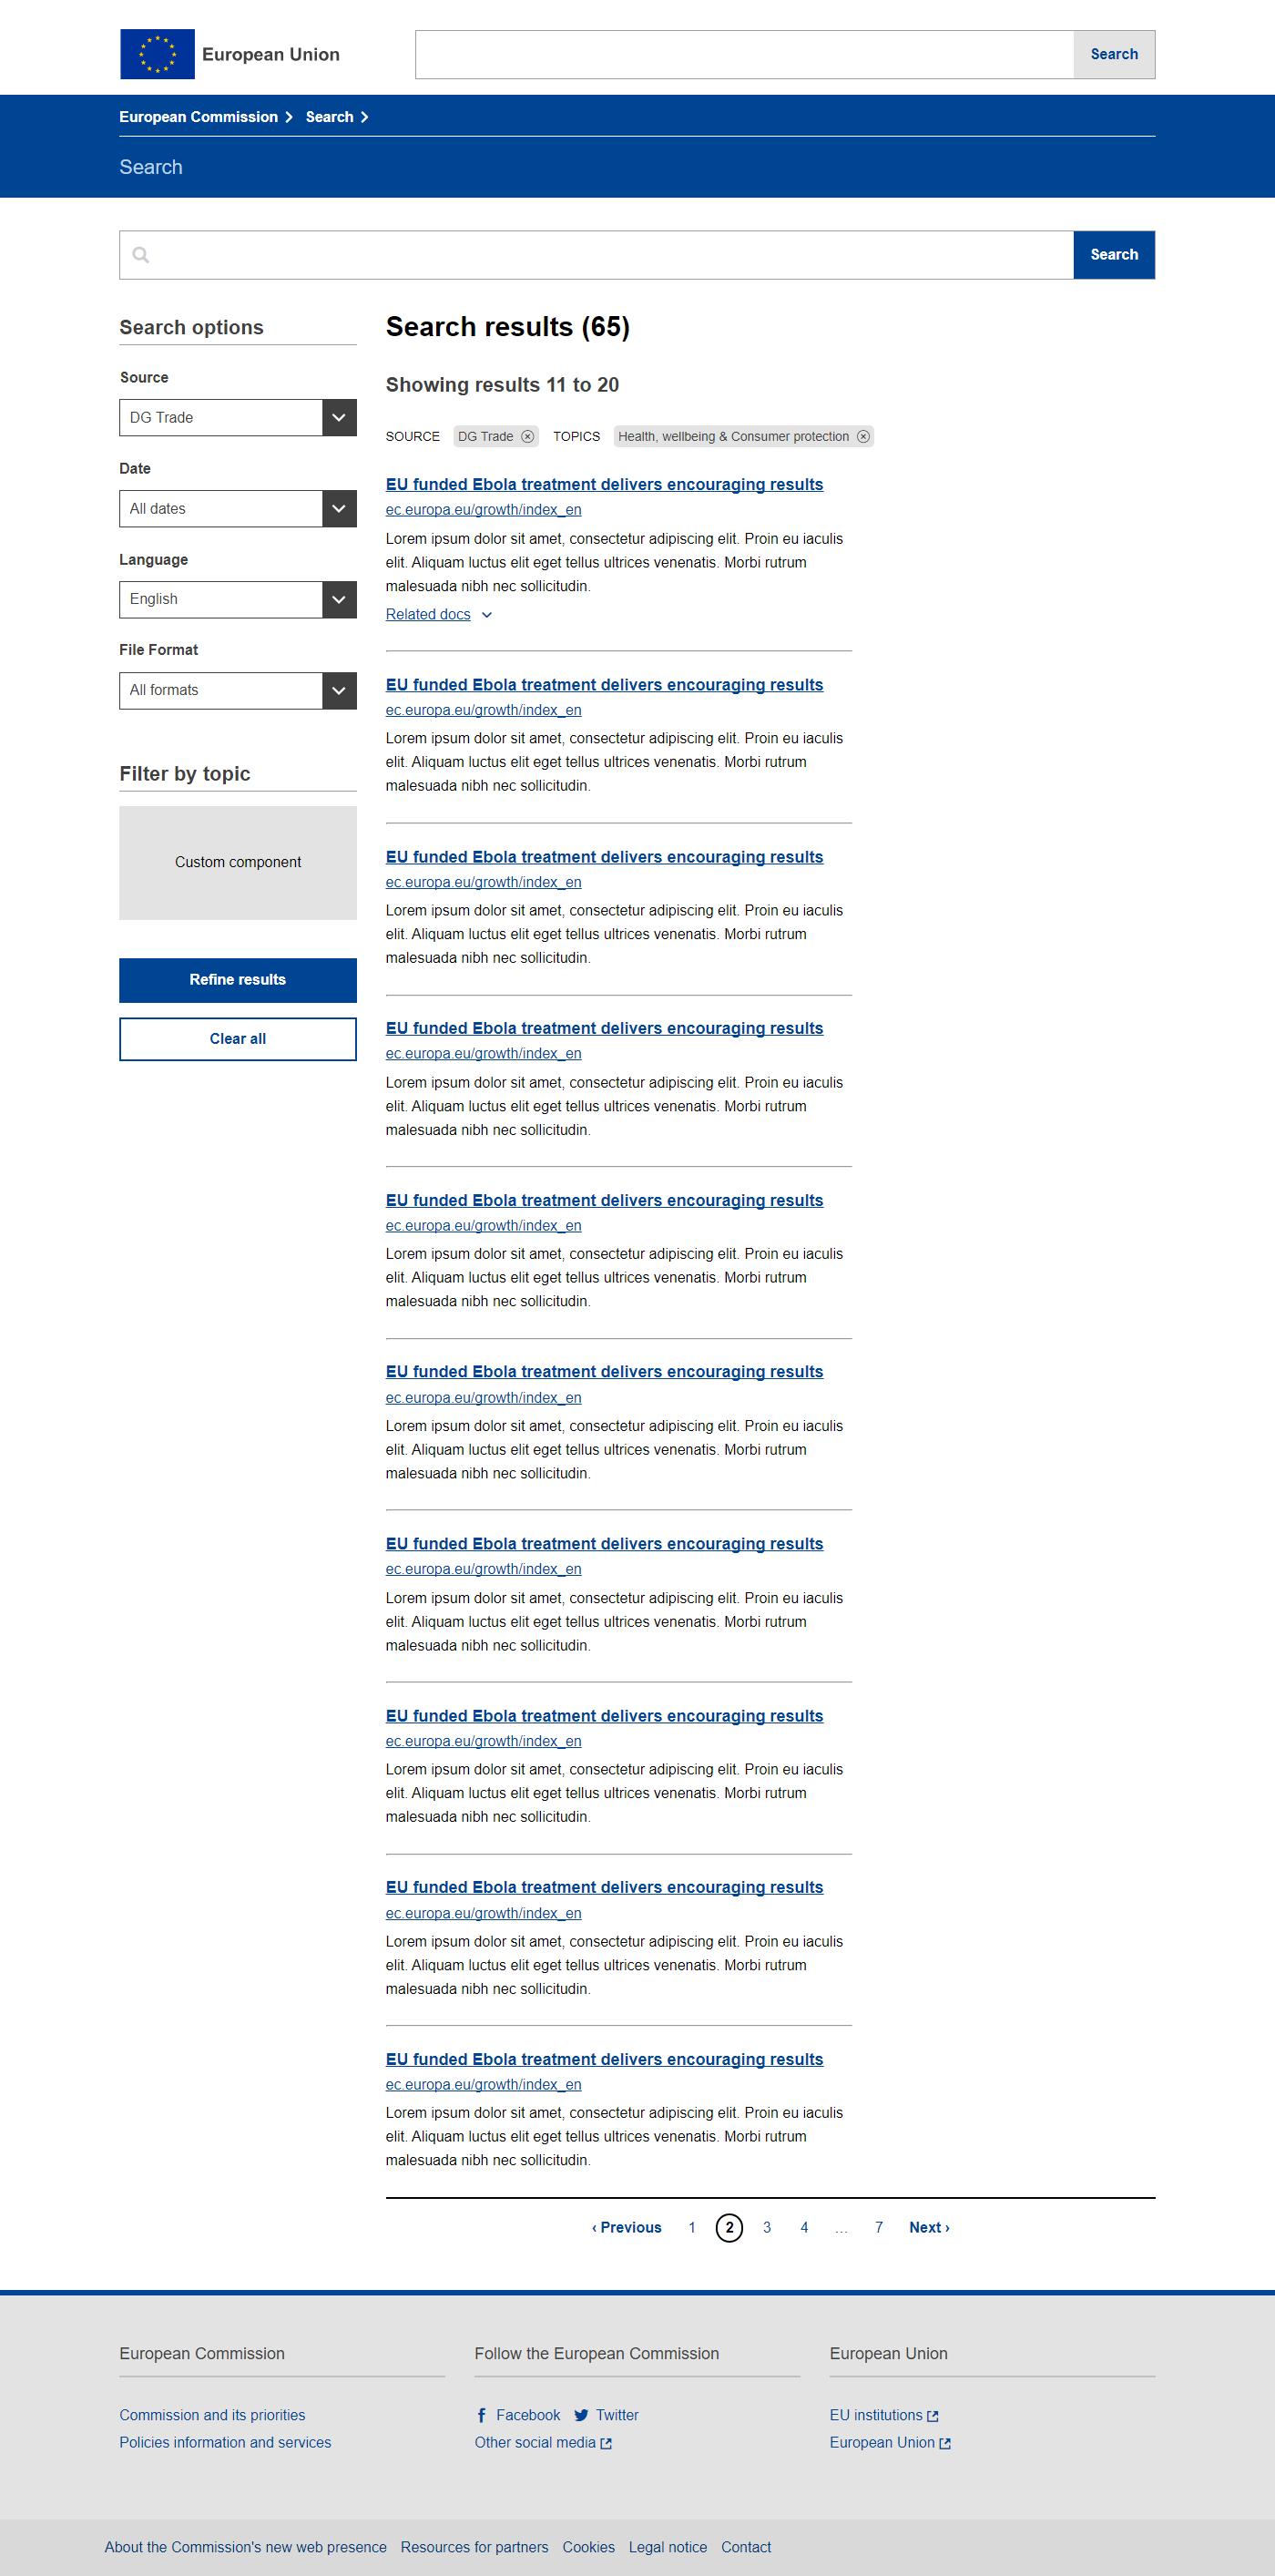 European Union
Search
European Commission
Search
Search
Search
Search options
Source
DG Trade
Date
All dates
Language
English
File Format
All formats
Filter by topic
Custom component
Refine results
Clear all
Search results (65)
Showing results 11 to 20
SOURCE DG Trade TOPICS Health, wellbeing & Consumer protection
EU funded Ebola treatment delivers encouraging results
ec.europa.eu/growth/index_en
Lorem ipsum dolor sit amet, consectetur adipiscing elit. Proin eu iaculis
elit. Aliquam luctus elit eget tellus ultrices venenatis. Morbi rutrum
malesuada nibh nec sollicitudin.
Related docs
EU funded Ebola treatment delivers encouraging results
ec.europa.eu/growth/index_en
Lorem ipsum dolor sit amet, consectetur adipiscing elit. Proin eu iaculis
elit. Aliquam luctus elit eget tellus ultrices venenatis. Morbi rutrum
malesuada nibh nec sollicitudin.
EU funded Ebola treatment delivers encouraging results
ec.europa.eu/growth/index_en
Lorem ipsum dolor sit amet, consectetur adipiscing elit. Proin eu iaculis
elit. Aliquam luctus elit eget tellus ultrices venenatis. Morbi rutrum
malesuada nibh nec sollicitudin.
EU funded Ebola treatment delivers encouraging results
ec.europa.eu/growth/index_en
Lorem ipsum dolor sit amet, consectetur adipiscing elit. Proin eu iaculis
elit. Aliquam luctus elit eget tellus ultrices venenatis. Morbi rutrum
malesuada nibh nec sollicitudin.
EU funded Ebola treatment delivers encouraging results
ec.europa.eu/growth/index_en
Lorem ipsum dolor sit amet, consectetur adipiscing elit. Proin eu iaculis
elit. Aliquam luctus elit eget tellus ultrices venenatis. Morbi rutrum
malesuada nibh nec sollicitudin.
EU funded Ebola treatment delivers encouraging results
ec.europa.eu/growth/index_en
Lorem ipsum dolor sit amet, consectetur adipiscing elit. Proin eu iaculis
elit. Aliquam luctus elit eget tellus ultrices venenatis. Morbi rutrum
malesuada nibh nec sollicitudin.
EU funded Ebola treatment delivers encouraging results
ec.europa.eu/growth/index_en
Lorem ipsum dolor sit amet, consectetur adipiscing elit. Proin eu iaculis
elit. Aliquam luctus elit eget tellus ultrices venenatis. Morbi rutrum
malesuada nibh nec sollicitudin.
EU funded Ebola treatment delivers encouraging results
ec.europa.eu/growth/index_en
Lorem ipsum dolor sit amet, consectetur adipiscing elit. Proin eu iaculis
elit. Aliquam luctus elit eget tellus ultrices venenatis. Morbi rutrum
malesuada nibh nec sollicitudin.
EU funded Ebola treatment delivers encouraging results
ec.europa.eu/growth/index_en
Lorem ipsum dolor sit amet, consectetur adipiscing elit. Proin eu iaculis
elit. Aliquam luctus elit eget tellus ultrices venenatis. Morbi rutrum
malesuada nibh nec sollicitudin.
EU funded Ebola treatment delivers encouraging results
ec.europa.eu/growth/index_en
Lorem ipsum dolor sit amet, consectetur adipiscing elit. Proin eu iaculis
elit. Aliquam luctus elit eget tellus ultrices venenatis. Morbi rutrum
malesuada nibh nec sollicitudin.
‹ Previous 1 2 3 4 … 7 Next ›
European Commission
Commission and its priorities
Policies information and services
Follow the European Commission
Facebook Twitter
Other social media
European Union
EU institutions
European Union
About the Commission's new web presence Resources for partners Cookies Legal notice Contact